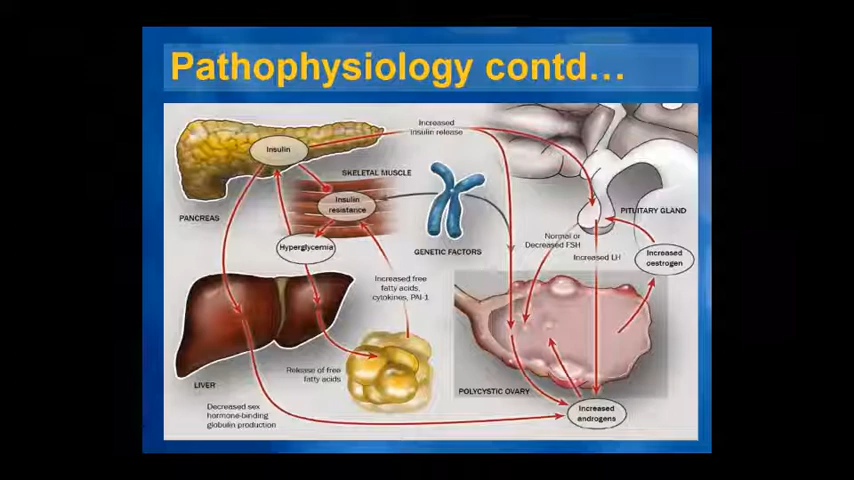 Pathophysiology contd...
Increased
insulin release
Insulin
SKELETAL MUSCLE
Insulin
resistance
PANCREAS
PITUITARY GLAND
Hyperglycemia
GENETIC FACTORS
Normal or
Decreased FSH
Increased LH
Increased
oestrogen
Increased free
fatty acids,
cytokines, PAI-1
Release of free
fatty acids
LIVER
POLYCYSTIC OVARY
Decreased sex
hormone-binding
globulin production
Increased
androgens